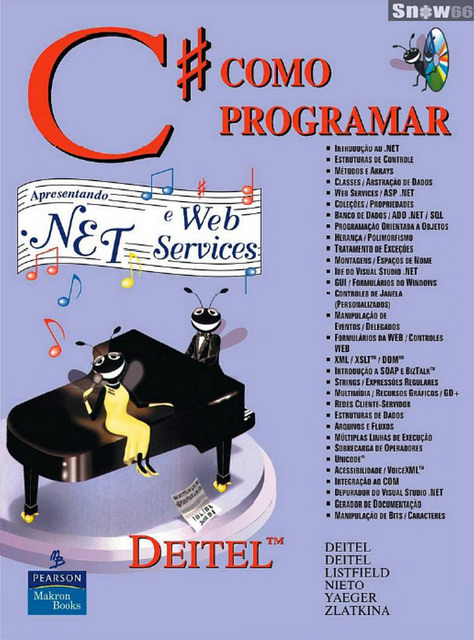 Snow66
C# COMO
PROGRAMAR
Apresentando
.NET
e Web
Services
INTRODUÇÃO AO .NET
ESTRUTURAS DE CONTROLE
MÉTODOS E ARRAYS
CLASSES / ABSTRAÇÃO DE DADOS
WEB SERVICES / ASP .NET
COLEÇÕES / PROPRIEDADES
BANCO DE DADOS / ADO .NET / SQL
PROGRAMAÇÃO ORIENTADA A OBJETOS
HERANÇA / POLIMORFISMO
TRATAMENTO DE EXCEÇÕES
MONTAGENS / ESPAÇOS DE NOME
IDE DO VISUAL STUDIO .NET
GUI / FORMULÁRIOS DO WINDOWS
CONTROLES DE JANELA
(PERSONALIZADOS)
MANIPULAÇÃO DE
EVENTOS / DELEGADOS
FORMULÁRIOS DA WEB / CONTROLES
WEB
XML / XSLT™ / DOM™
INTRODUÇÃO A SOAP E BIZTALK™
STRINGS / EXPRESSÕES REGULARES
MULTIMÍDIA / RECURSOS GRÁFICOS / GD+
REDES CLIENTE-SERVIDOR
ESTRUTURAS DE DADOS
ARQUIVOS E FLUXOS
MÚLTIPLAS LINHAS DE EXECUÇÃO
SOBRECARGA DE OPERADORES
UNICODE®
ACESSIBILIDADE / VOICEXML™
INTEGRAÇÃO AO COM
DEPURADOR DO VISUAL STUDIO .NET
GERADOR DE DOCUMENTAÇÃO
MANIPULAÇÃO DE BITS / CARACTERES
DEITEL™
DEITEL
DEITEL
LISTFIELD
NIETO
YAEGER
ZLATKINA
PEARSON
Makron
Books